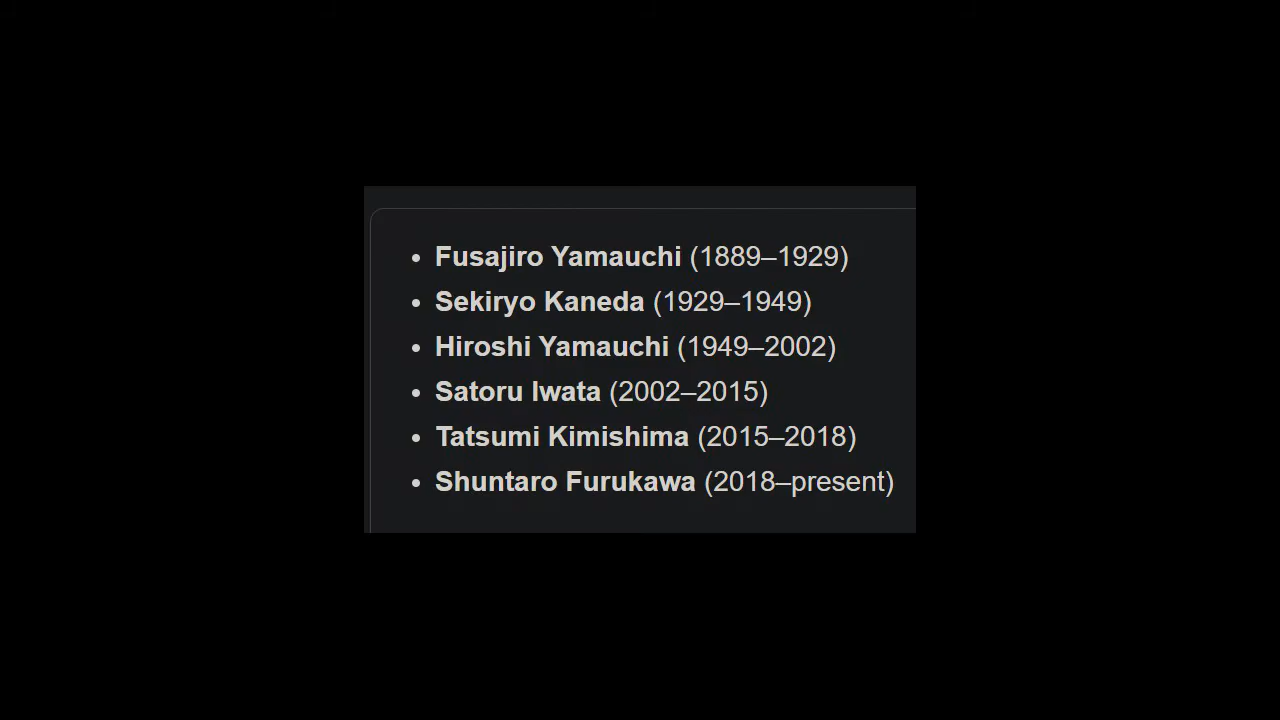 • Fusajiro Yamauchi (1889–1929)
• Sekiryo Kaneda (1929–1949)
• Hiroshi Yamauchi (1949–2002)
• Satoru Iwata (2002–2015)
• Tatsumi Kimishima (2015–2018)
• Shuntaro Furukawa (2018–present)